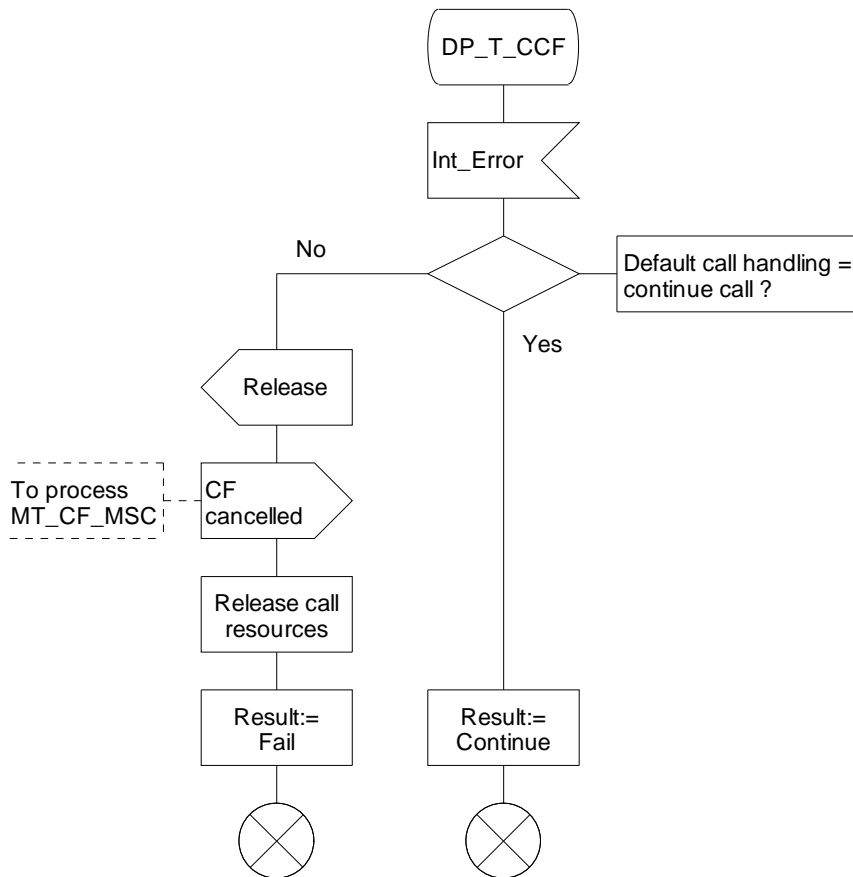 DP_T_CCF
Int_Error
No
Default call handling =
continue call ?
Yes
Release
To process
MT_CF_MSC
CF
cancelled
Release call
resources
Result:=
Fail
Result:=
Continue